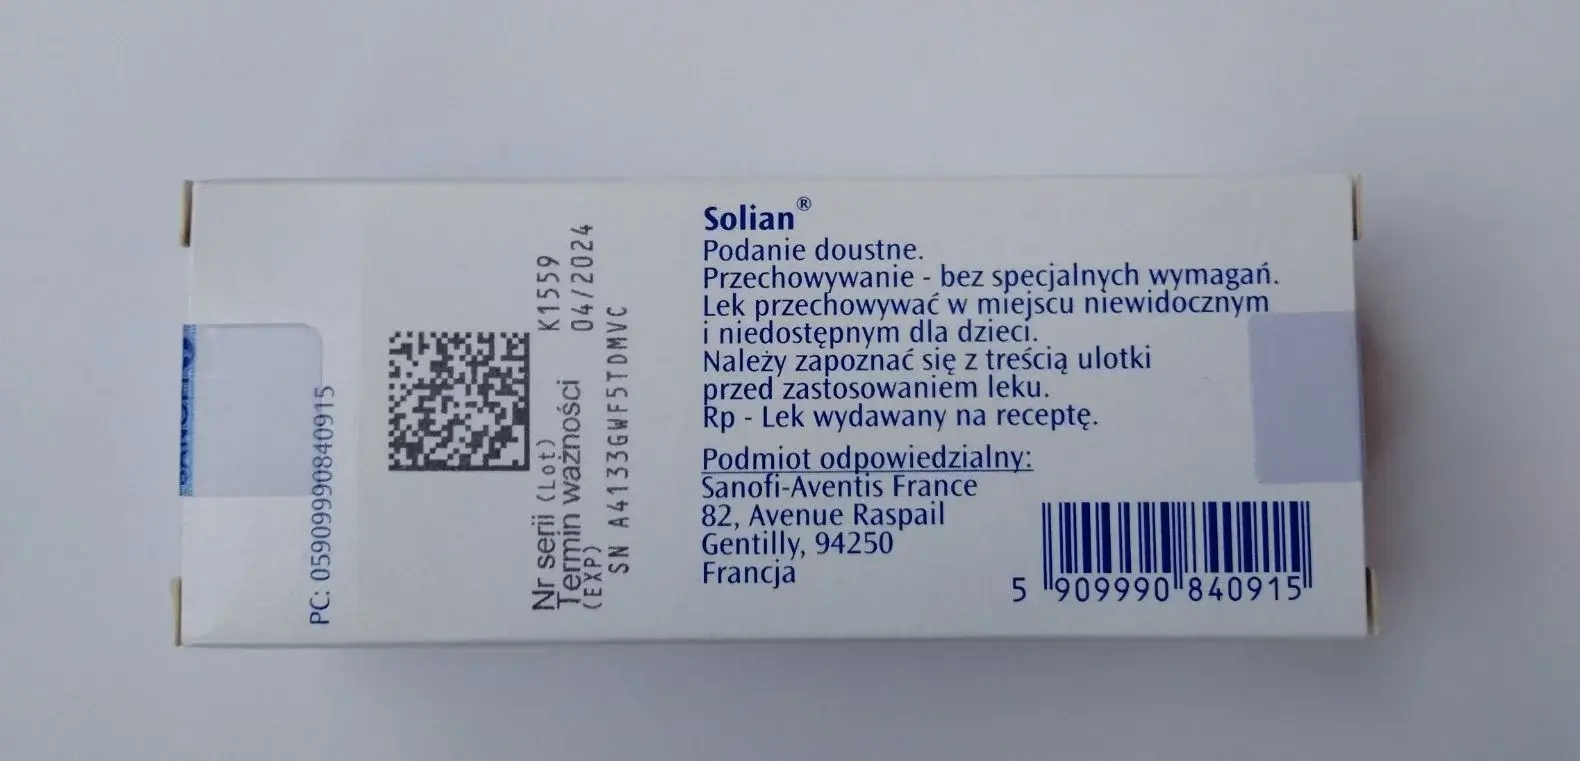 PC: 05909990840915
Nr serii (Lot) K1559
Termin ważności 04/2024
(EXP)
SN A4133GWF5TDMVC
Solian®
Podanie doustne.
Przechowywanie - bez specjalnych wymagań.
Lek przechowywać w miejscu niewidocznym
i niedostępnym dla dzieci.
Należy zapoznać się z treścią ulotki
przed zastosowaniem leku.
Rp - Lek wydawany na receptę.
Podmiot odpowiedzialny:
Sanofi-Aventis France
82, Avenue Raspail
Gentilly, 94250
Francja
5 909990 840915